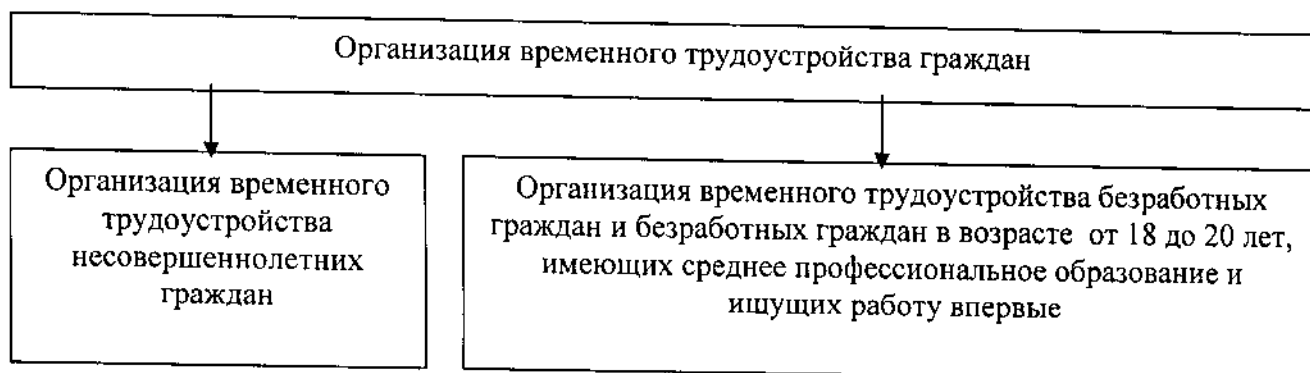 Организация временного трудоустройства граждан
Организация временного
трудоустройства
несовершеннолетних
граждан
Организация временного трудоустройства безработных
граждан и безработных граждан в возрасте от 18 до 20 лет,
имеющих среднее профессиональное образование и
ищущих работу впервые